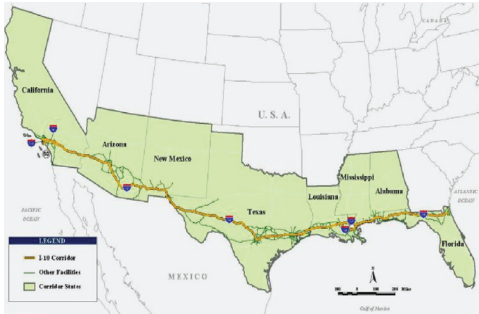 CANADA
California
U. S. A.
Arizona
New Mexico
Mississippi
Alabama
Louisiana
Texas
ATLANTIC
OCEAN
PACIFIC
OCEAN
Florida
LEGEND
I-10 Corridor
Other Facilities
Corridor States
MEXICO
N
Miles
Gulf of Mexico